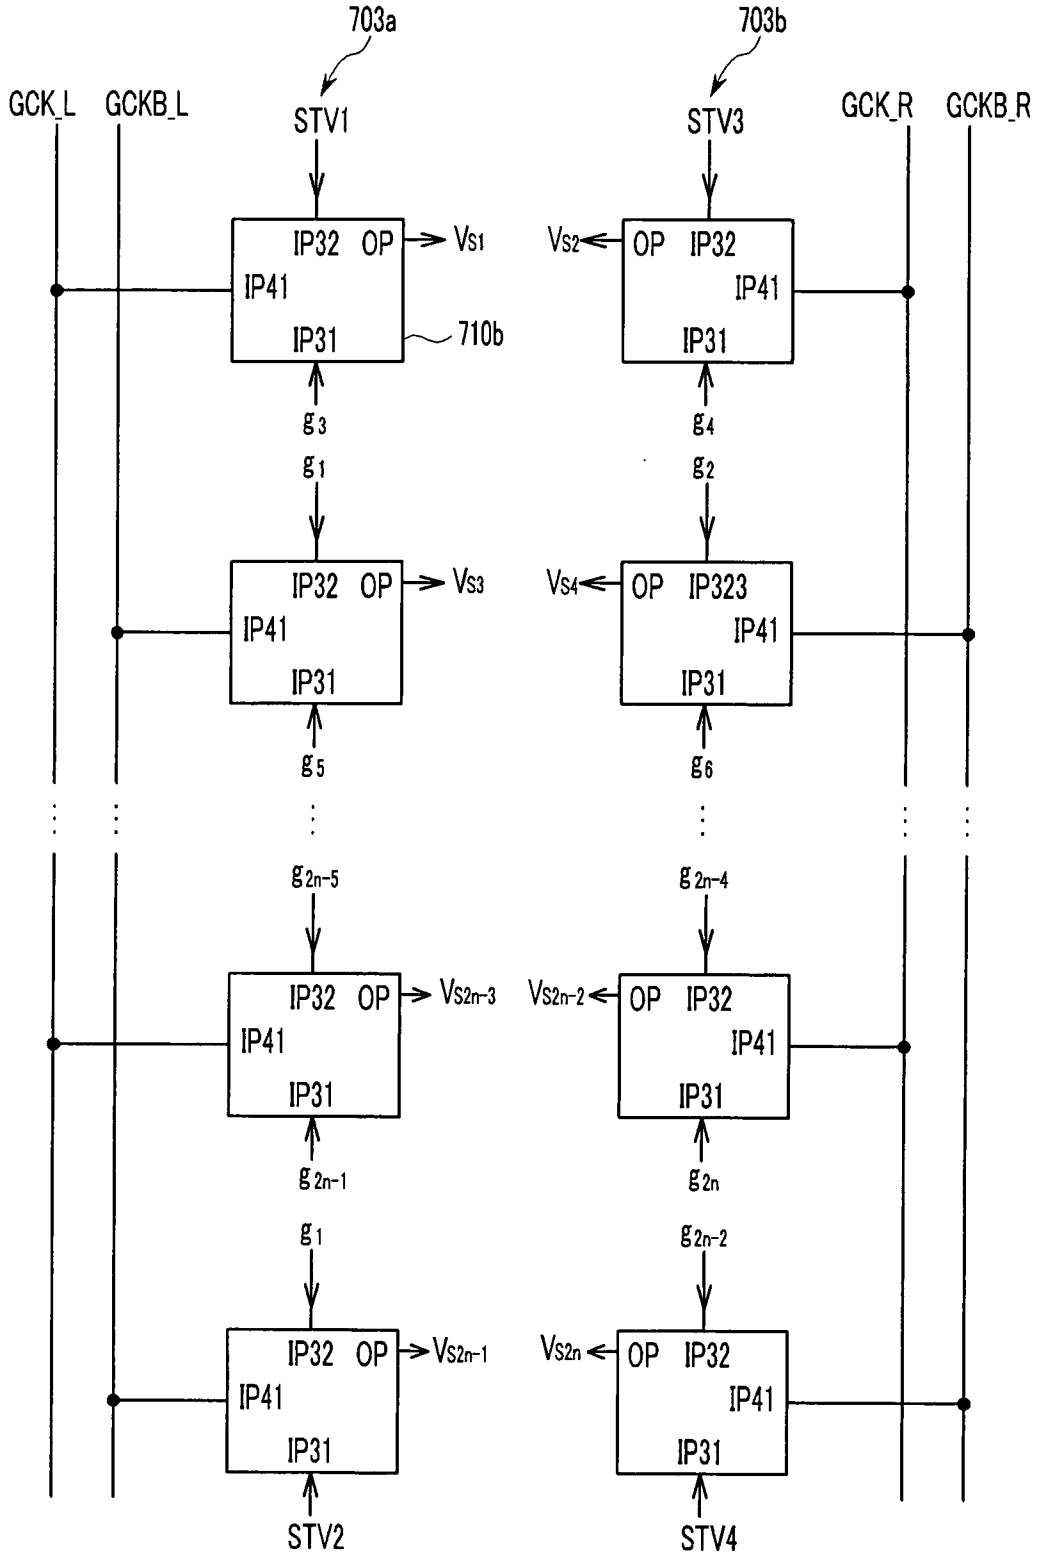 703a 703b
GCK_L GCKB_L STV1 STV3 GCK_R GCKB_R
IP32 OP VS1 VS2 OP IP32
IP41 IP41
IP31 710b IP31
g3 g4
g1 g2
IP32 OP VS3 VS4 OP IP323
IP41 IP41
IP31 IP31
g5 g6
g2n-5 g2n-4
IP32 OP VS2n-3 VS2n-2 OP IP32
IP41 IP41
IP31 IP31
g2n-1 g2n
g1 g2n-2
IP32 OP VS2n-1 VS2n OP IP32
IP41 IP41
IP31 IP31
STV2 STV4